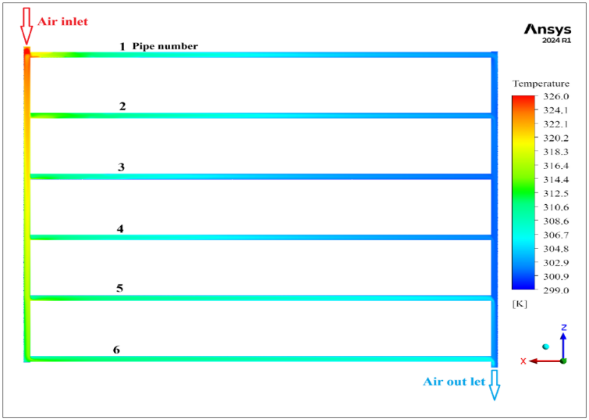 Air inlet
Ansys
2024 R1
1 Pipe number
2
3
4
5
6
Temperature
326.0
324.1
322.1
320.2
318.3
316.4
314.4
312.5
310.6
308.6
306.7
304.8
302.9
300.9
299.0
[K]
Z
X
Air out let